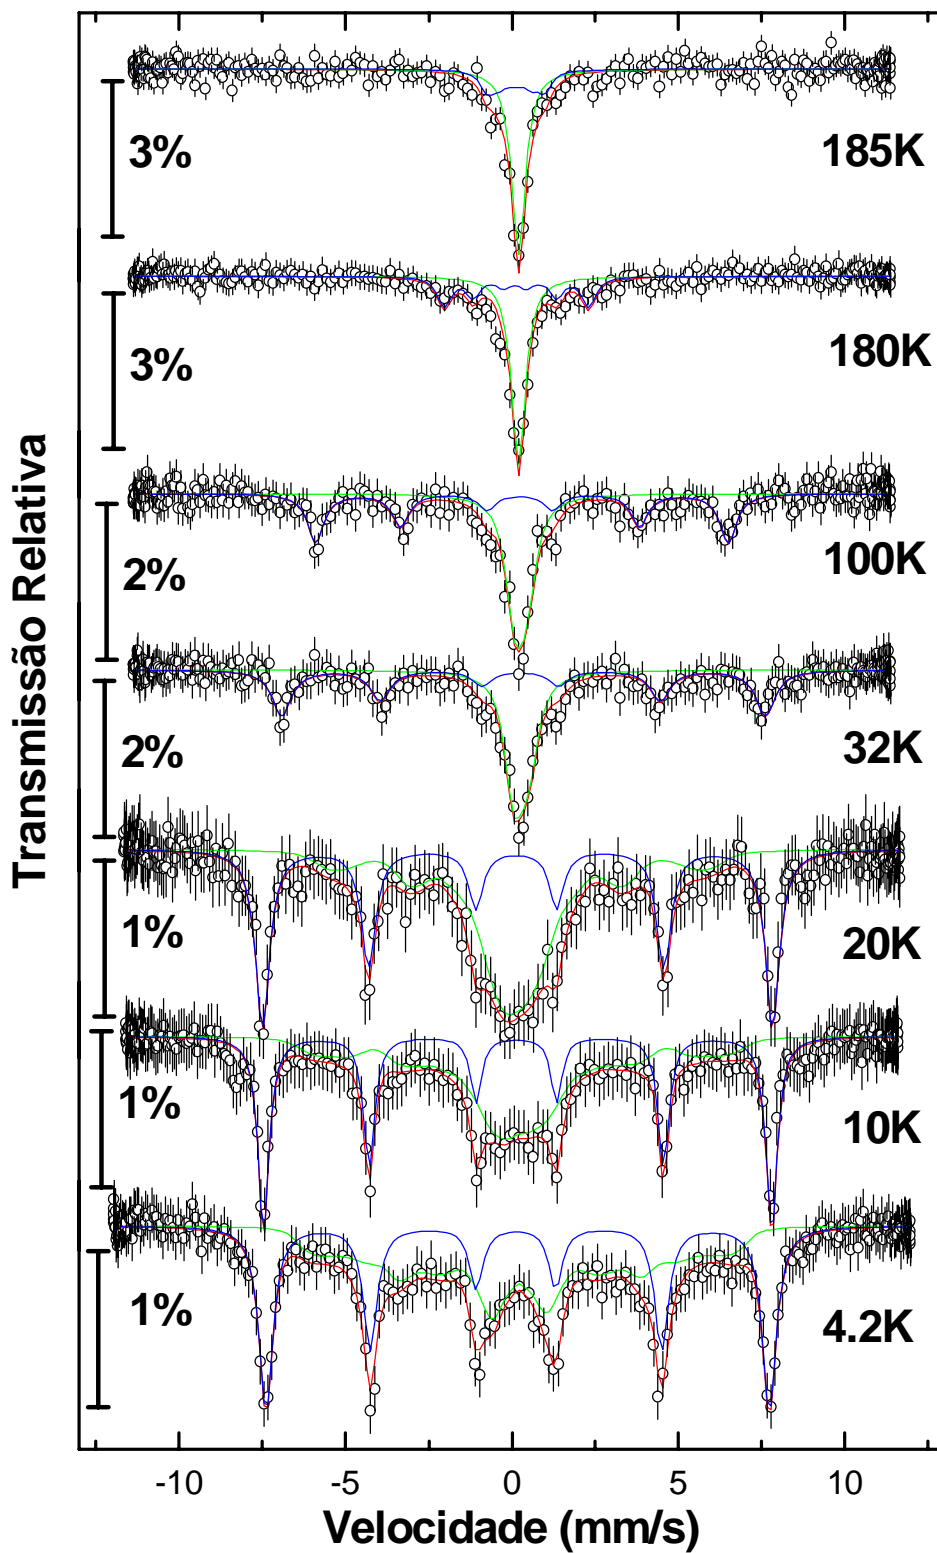 3%
185K
3%
180K
2%
100K
2%
32K
1%
20K
1%
10K
1%
4.2K
Transmissão Relativa
-10 -5 0 5 10
Velocidade (mm/s)